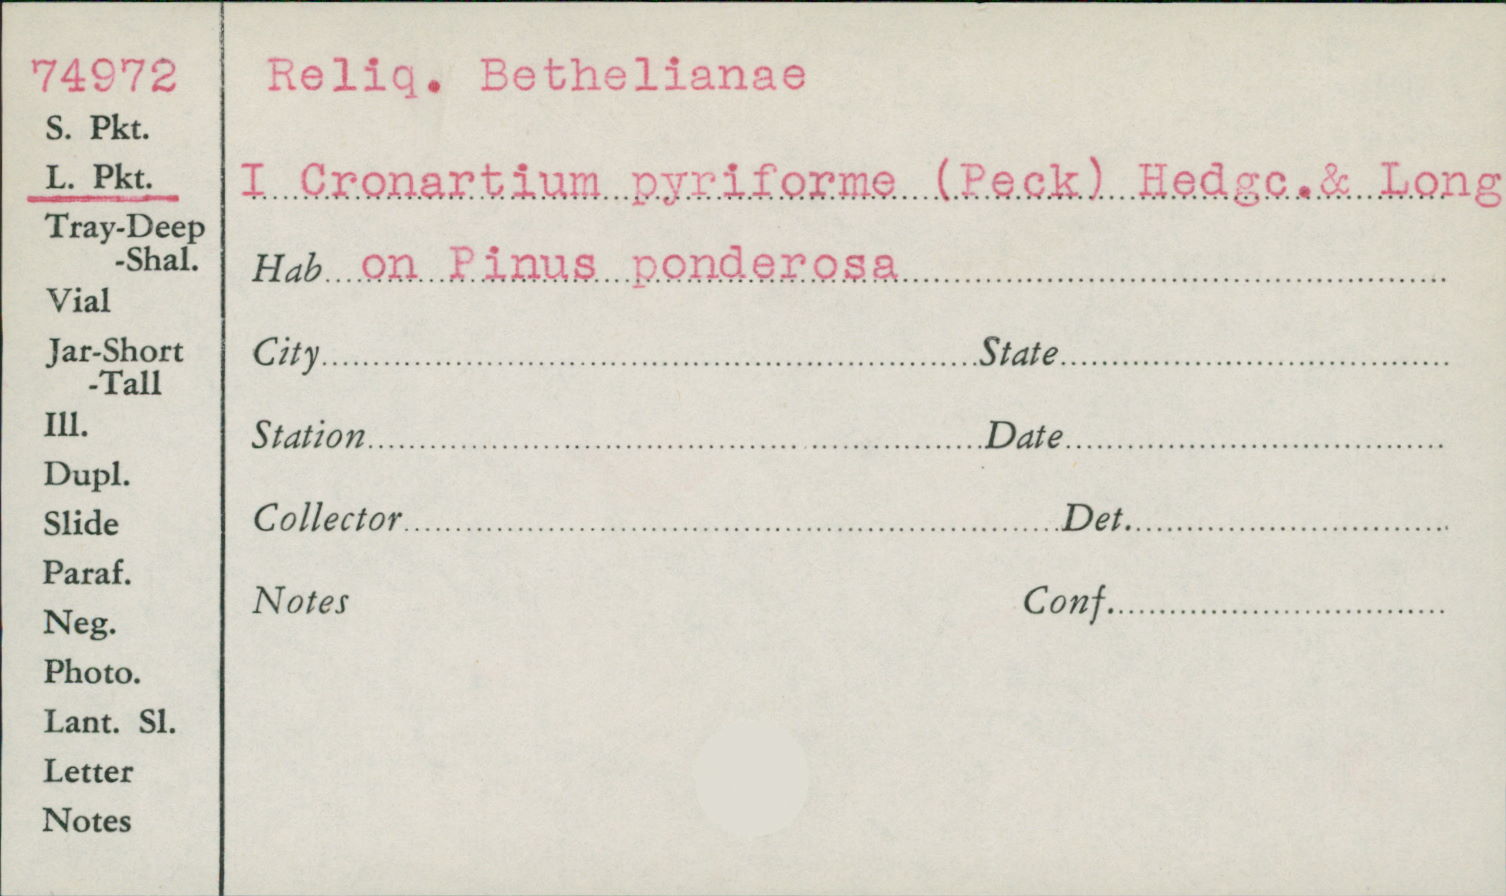 74972 Reliq. Bethelianae
S. Pkt.
L. Pkt. I Cronartium pyriforme (Peck) Hedgc.& Long
Tray-Deep
-Shal. Hab on Pinus ponderosa
Vial
Jar-Short City State
-Tall
Ill. Station Date
Dupl.
Slide Collector Det.
Paraf.
Neg. Notes Conf.
Photo.
Lant. Sl.
Letter
Notes